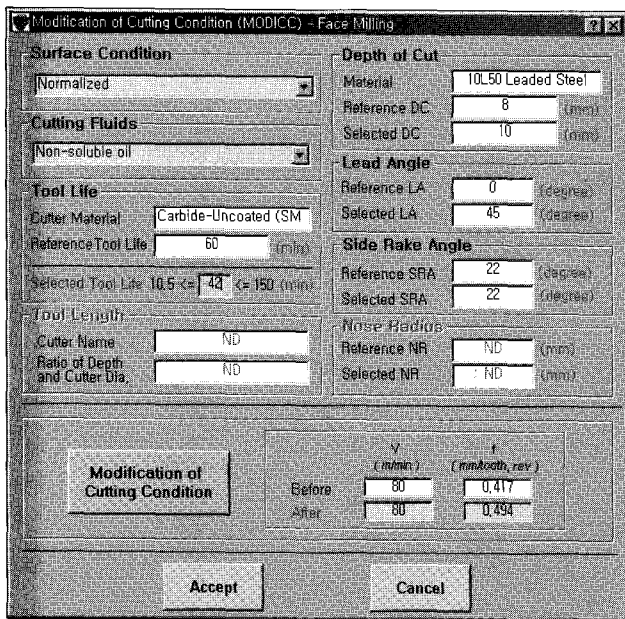 Modification of Cutting Condition (MODICC) - Face Milling
Surface Condition
Normalized
Cutting Fluids
Non-soluble oil
Tool Life
Cutter Material Carbide-Uncoated (SM
Reference Tool Life 60 (min)
Selected Tool Life 10.5 <= 42 <= 150 (min)
Tool Length
Cutter Name ND
Ratio of Depth and Cutter Dia, ND
Depth of Cut
Material 10L50 Leaded Steel
Reference DC 8 (mm)
Selected DC 10 (mm)
Lead Angle
Reference LA 0 (degree)
Selected LA 45 (degree)
Side Rake Angle
Reference SRA 22 (degree)
Selected SRA 22 (degree)
Nose Radius
Reference NR ND (mm)
Selected NR ND (mm)
Modification of
Cutting Condition
V f
( m/min ) ( mm/tooth, rev )
Before 80 0,417
After 80 0,494
Accept Cancel